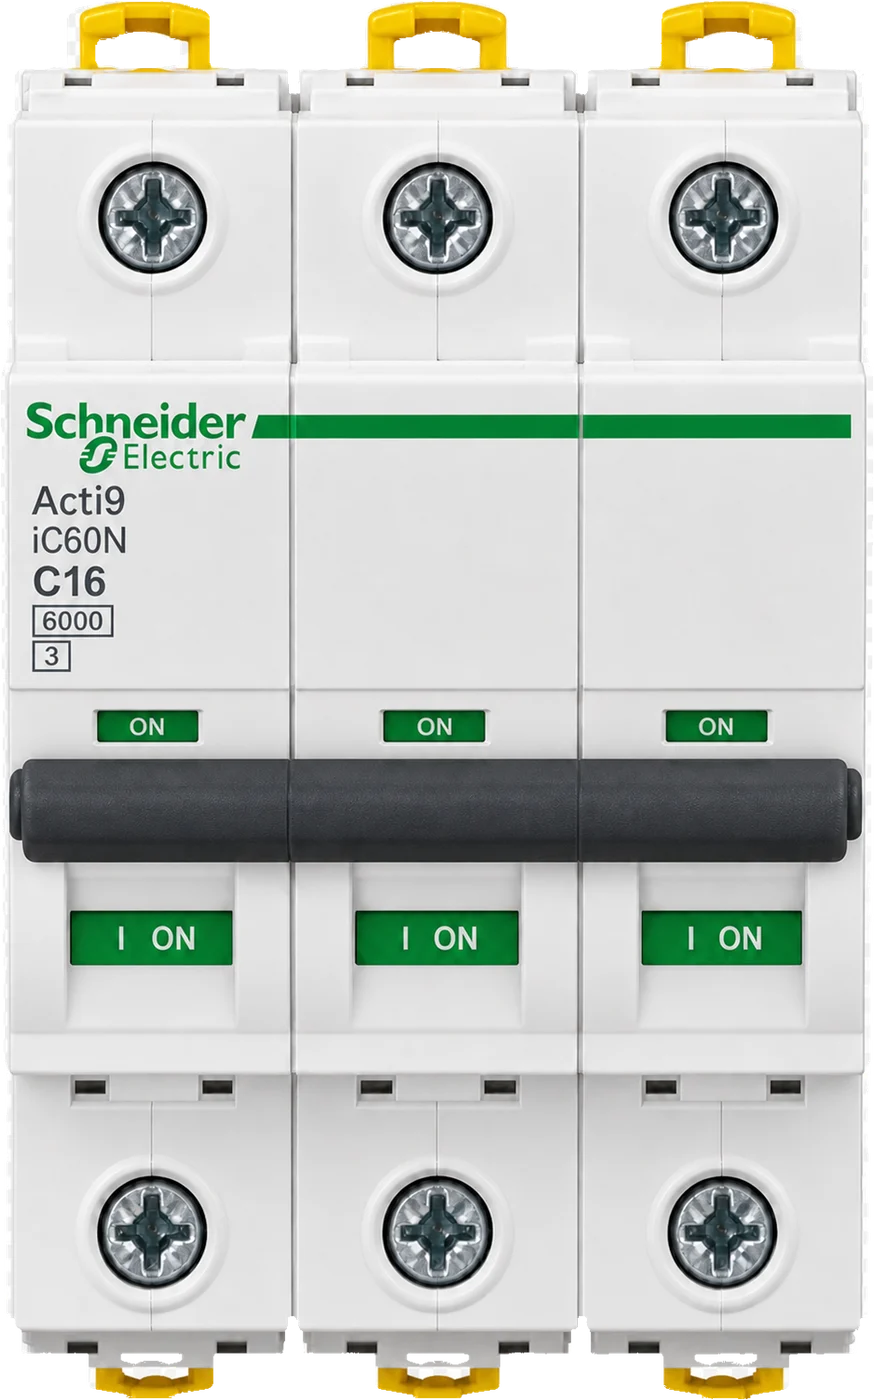 Schneider
Electric
Acti9
iC60N
C16
6000
3
ON ON ON
I ON I ON I ON